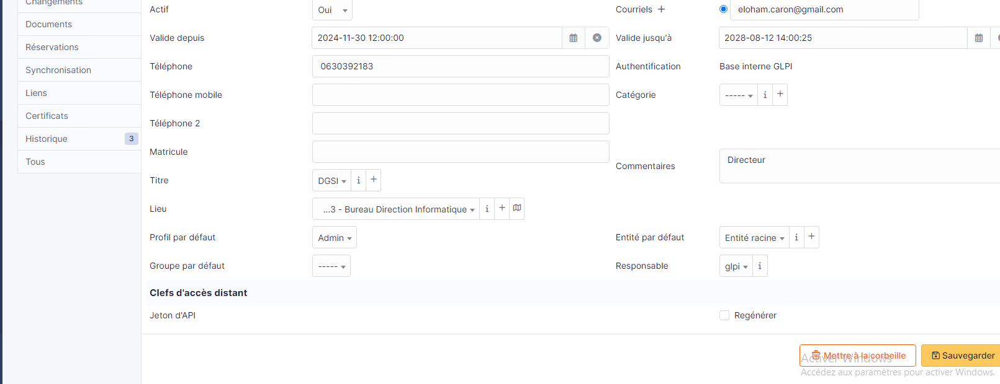 Changements
Documents
Réservations
Synchronisation
Liens
Certificats
Historique 3
Tous
Actif Oui Courriels + eloham.caron@gmail.com
Valide depuis 2024-11-30 12:00:00 Valide jusqu'à 2028-08-12 14:00:25
Téléphone 0630392183 Authentification Base interne GLPI
Téléphone mobile Catégorie ----- i +
Téléphone 2
Matricule
Commentaires Directeur
Titre DGSI i +
Lieu ...3 - Bureau Direction Informatique i +
Profil par défaut Admin Entité par défaut Entité racine i +
Groupe par défaut ----- Responsable glpi i
Clefs d'accès distant
Jeton d'API Regénérer
Mettre à la corbeille Sauvegarder
Activer Windows
Accédez aux paramètres pour activer Windows.